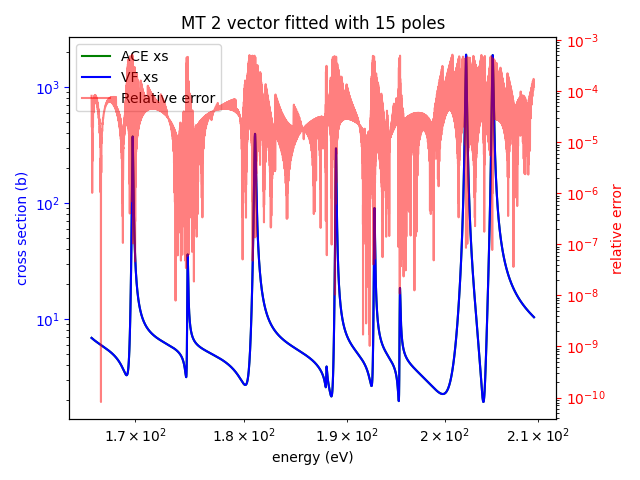 MT 2 vector fitted with 15 poles
ACE xs
VF xs
Relative error
cross section (b)
10³
10²
10¹
10⁻³
10⁻⁴
10⁻⁵
10⁻⁶
10⁻⁷
10⁻⁸
10⁻⁹
10⁻¹⁰
relative error
1.7 × 10² 1.8 × 10² 1.9 × 10² 2 × 10² 2.1 × 10²
energy (eV)